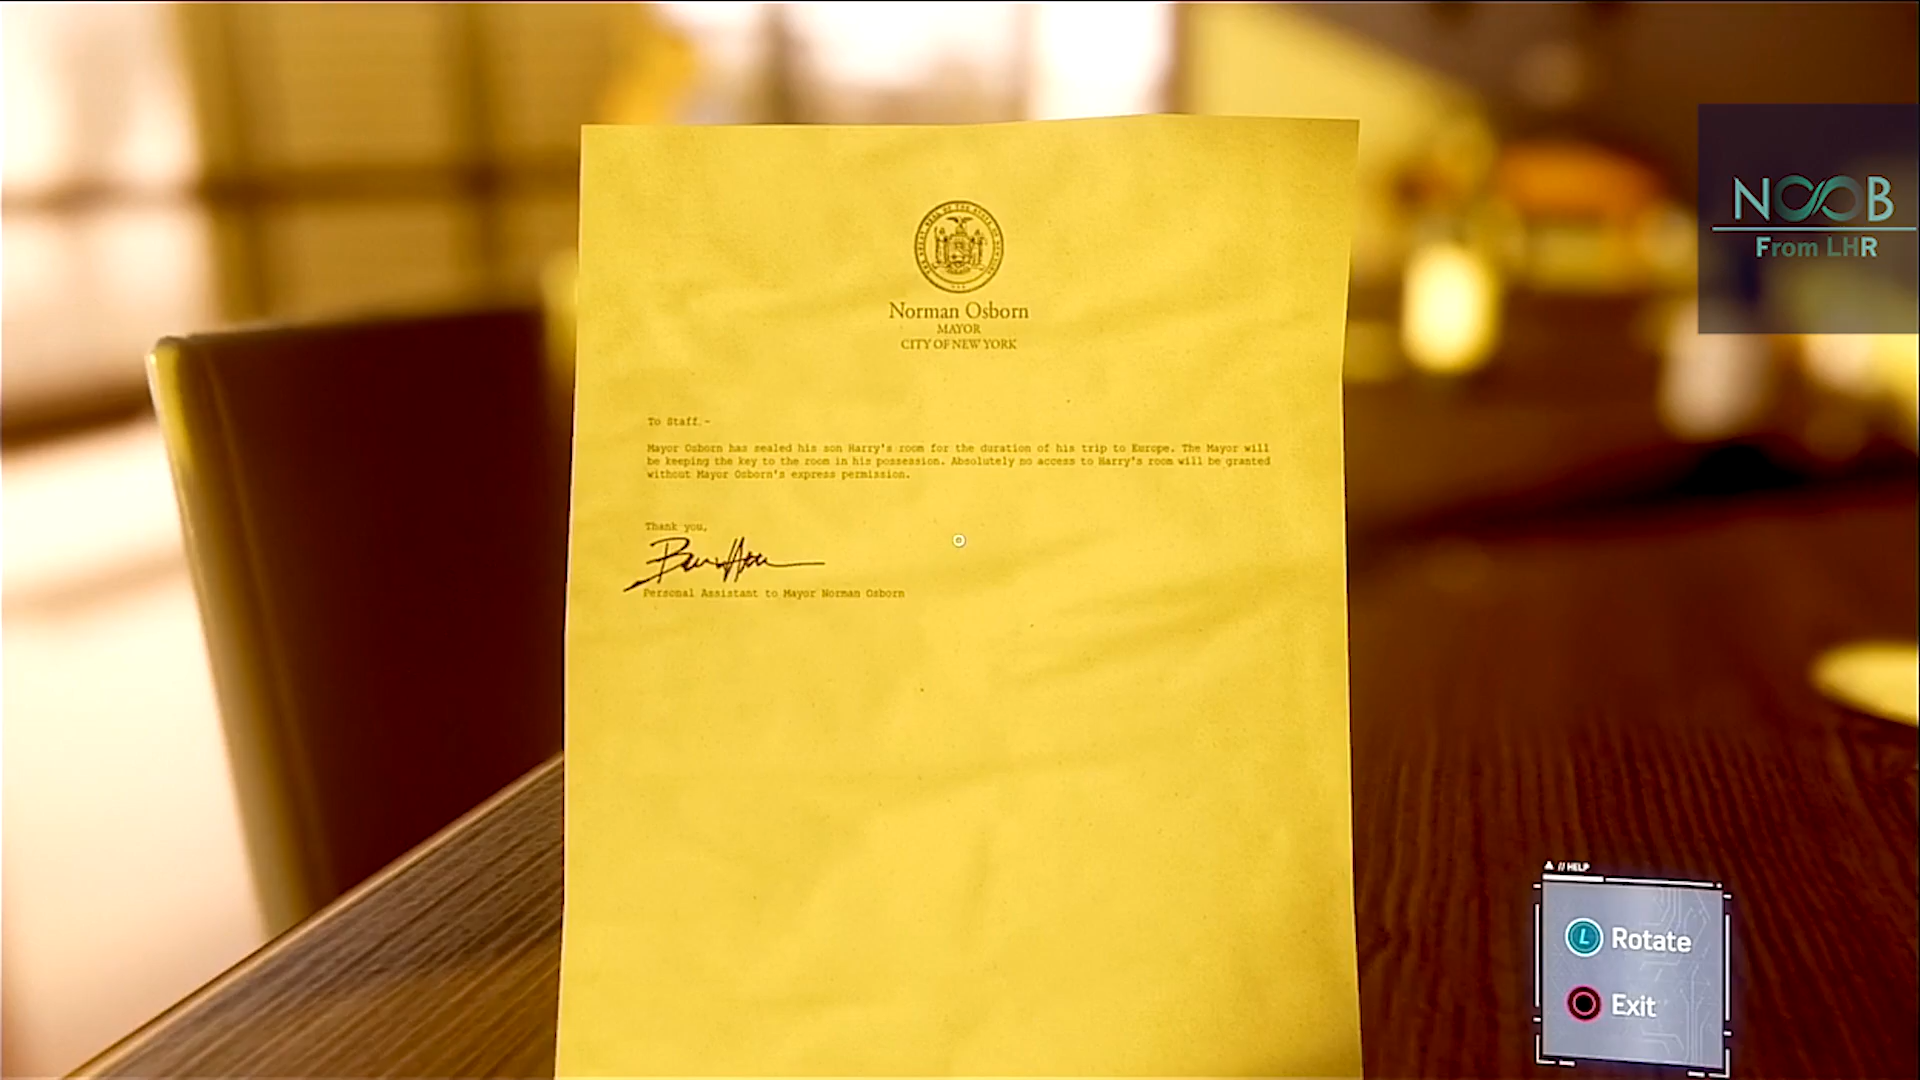 NOOB
From LHR
Norman Osborn
MAYOR
CITY OF NEW YORK
To Staff.-
Mayor Osborn has sealed his son Harry's room for the duration of his trip to Europe. The Mayor will
be keeping the key to the room in his possession. Absolutely no access to Harry's room will be granted
without Mayor Osborn's express permission.
Thank you,
Personal Assistant to Mayor Norman Osborn
// HELP
L Rotate
Exit